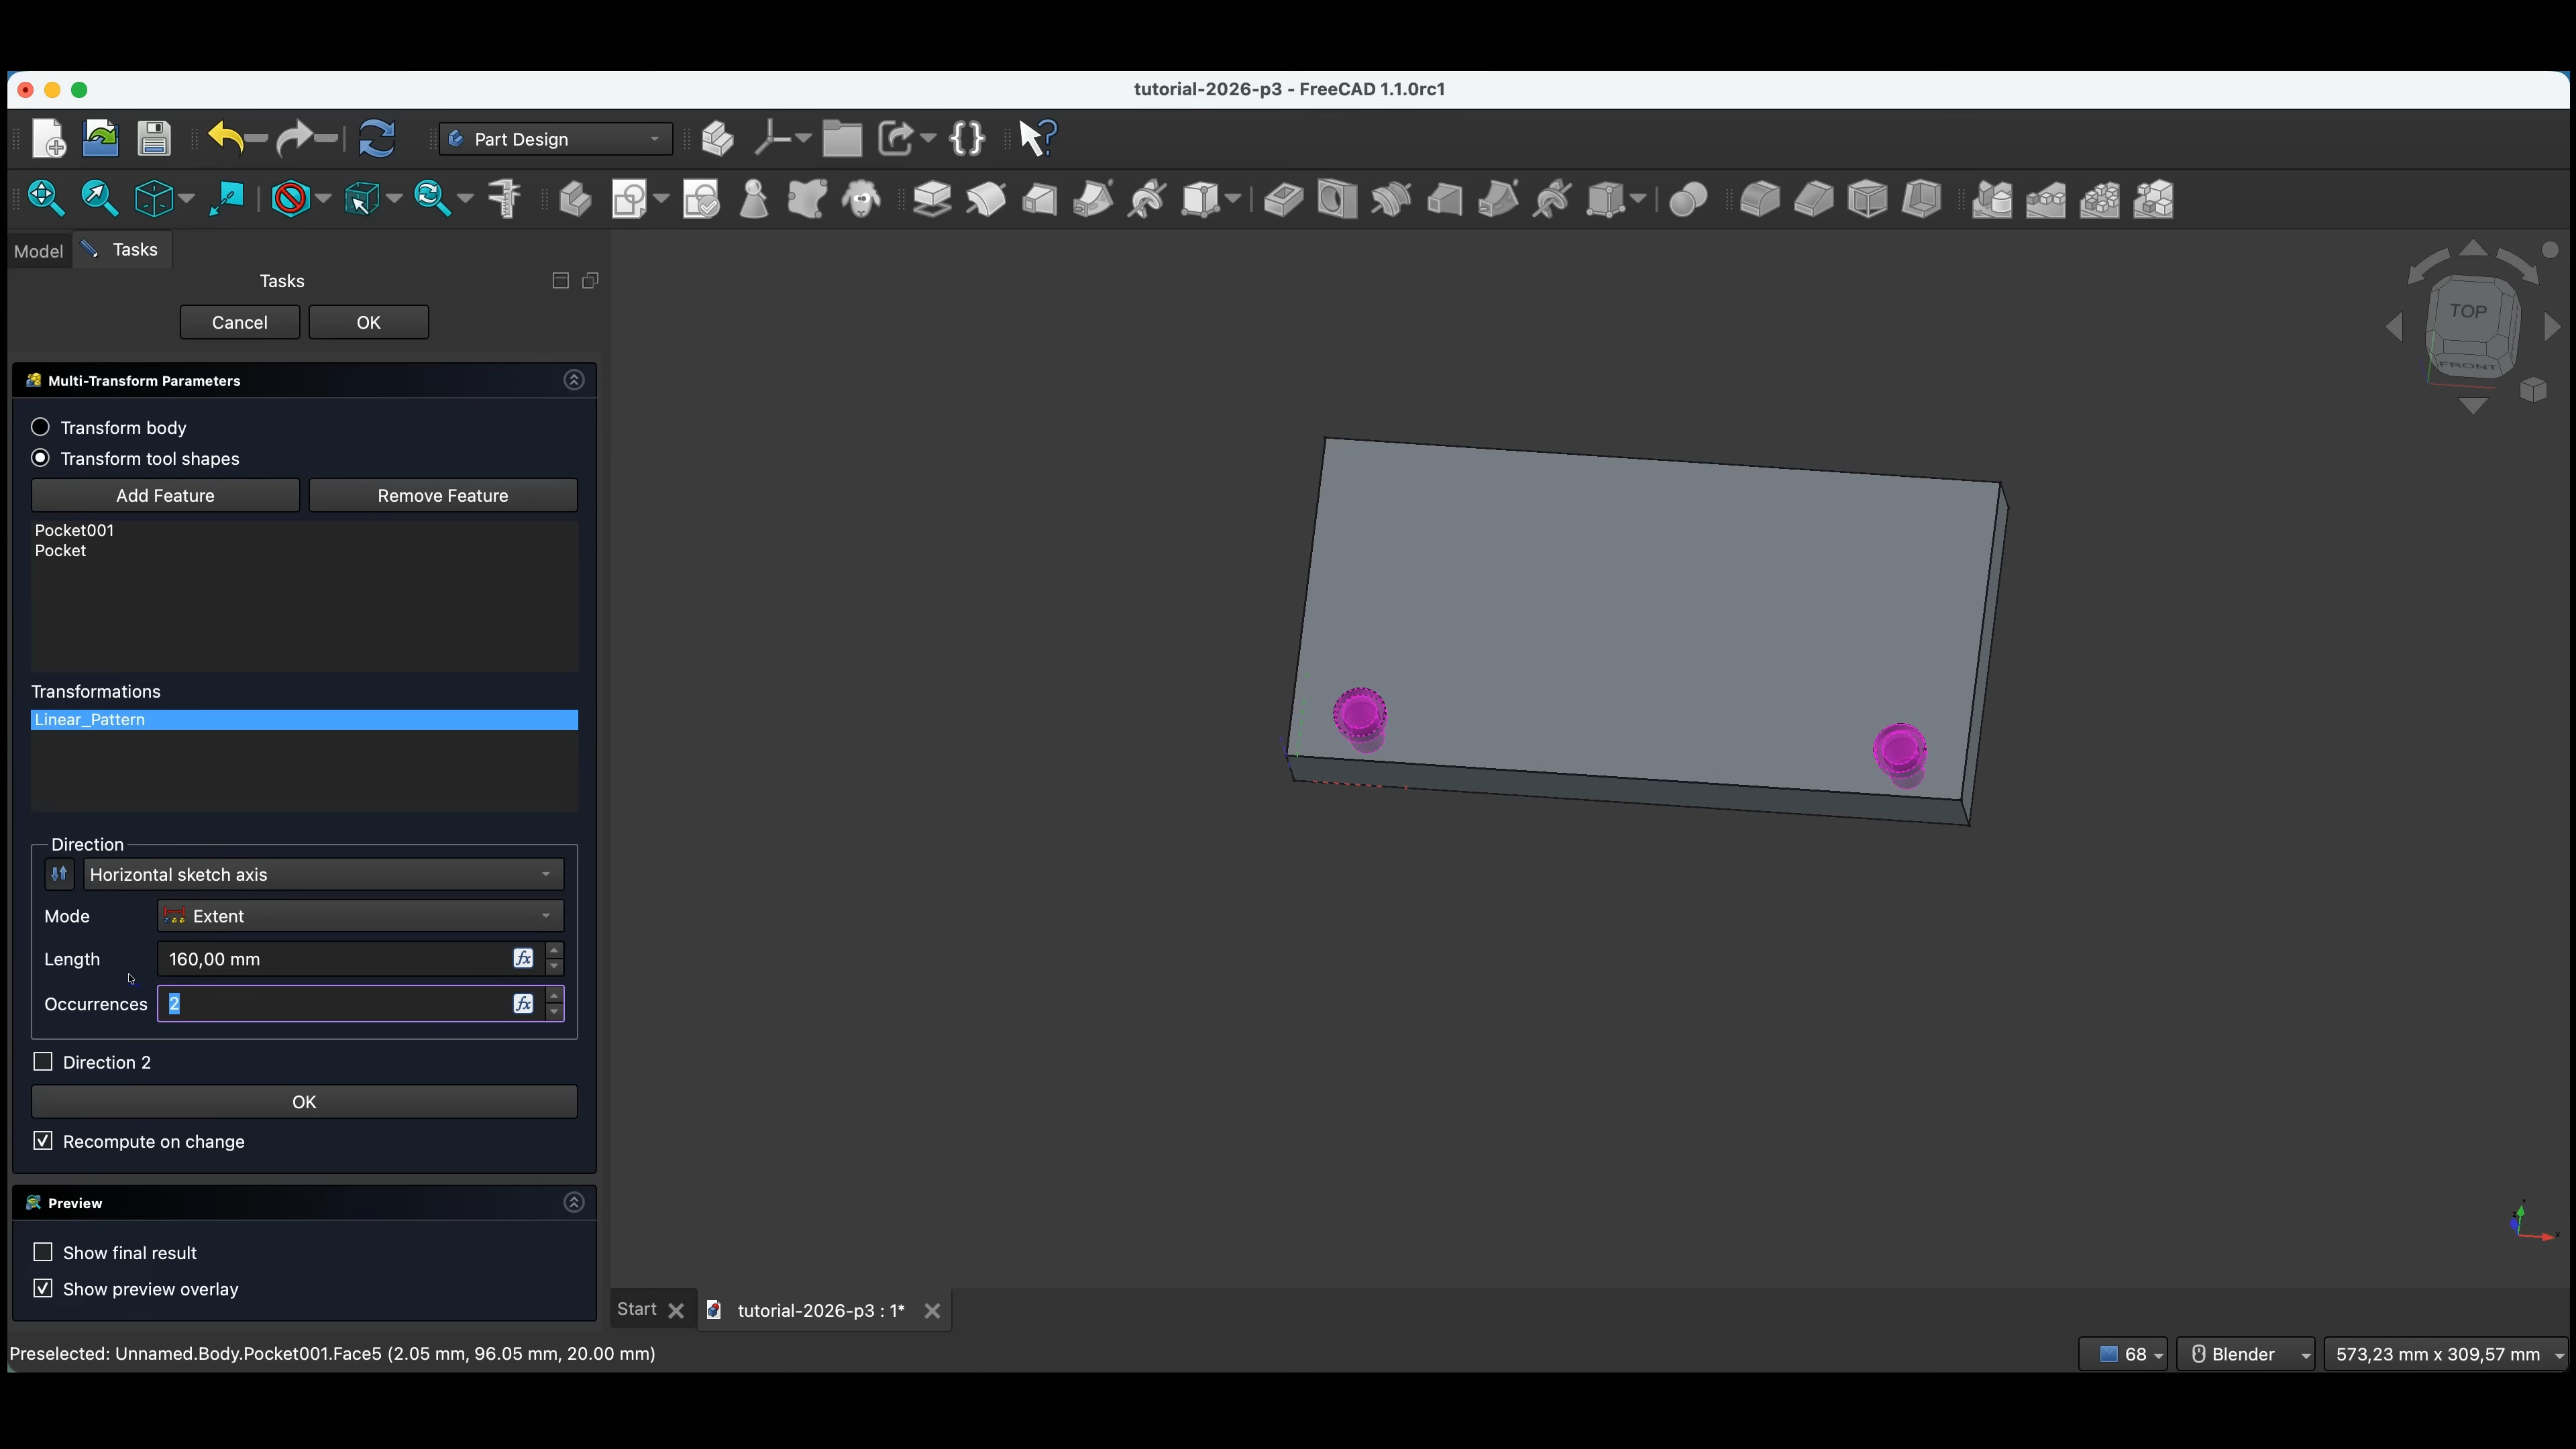 tutorial-2026-p3 - FreeCAD 1.1.0rc1
Part Design
Model
Tasks
Tasks
Cancel
OK
Multi-Transform Parameters
Transform body
Transform tool shapes
Add Feature
Remove Feature
Pocket001
Pocket
Transformations
Linear_Pattern
Direction
Horizontal sketch axis
Mode
Extent
Length
160,00 mm
fx
Occurrences
2
fx
Direction 2
OK
Recompute on change
Preview
Show final result
Show preview overlay
TOP
FRONT
Start
tutorial-2026-p3 : 1*
Preselected: Unnamed.Body.Pocket001.Face5 (2.05 mm, 96.05 mm, 20.00 mm)
68
Blender
573,23 mm x 309,57 mm